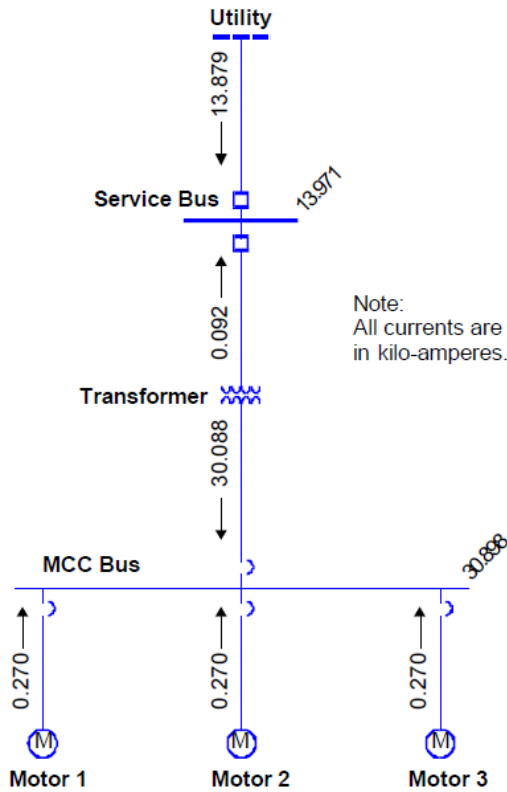 Utility
13.879
Service Bus
13.971
0.092
Note:
All currents are
in kilo-amperes.
Transformer
30.088
MCC Bus
30.898
0.270
0.270
0.270
M
M
M
Motor 1
Motor 2
Motor 3